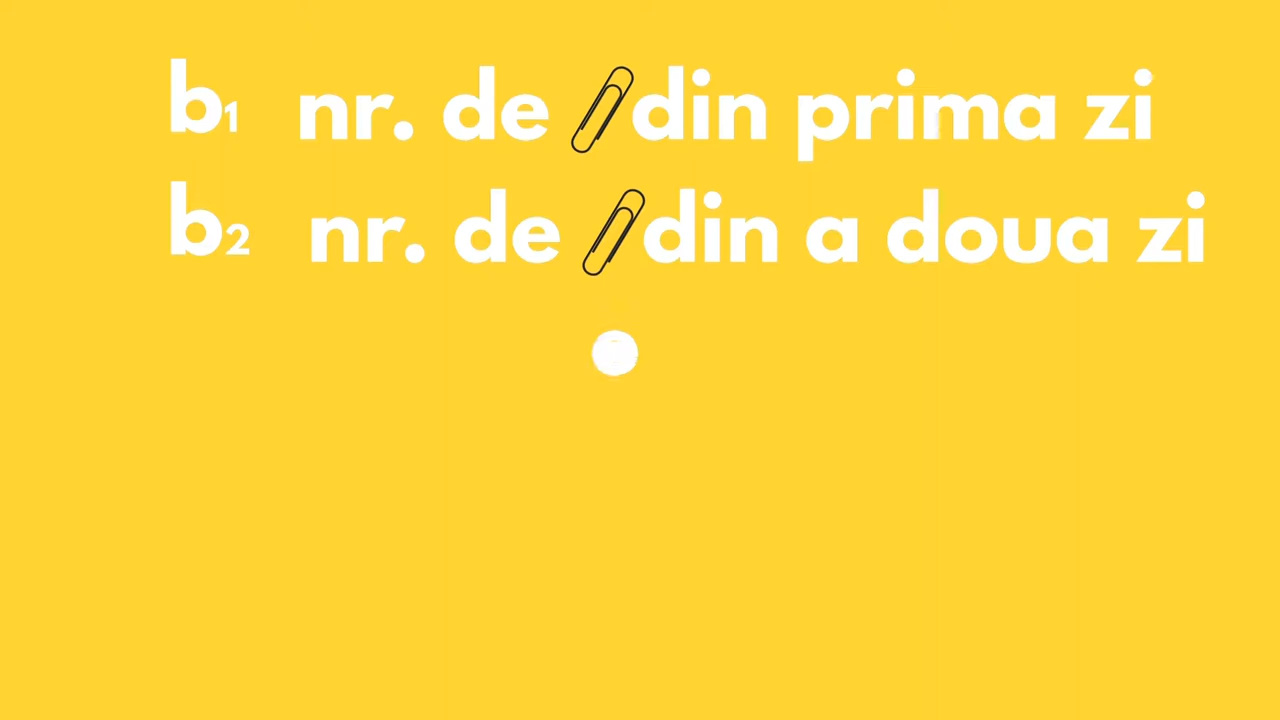 b₁ nr. de din prima zi
b₂ nr. de din a doua zi